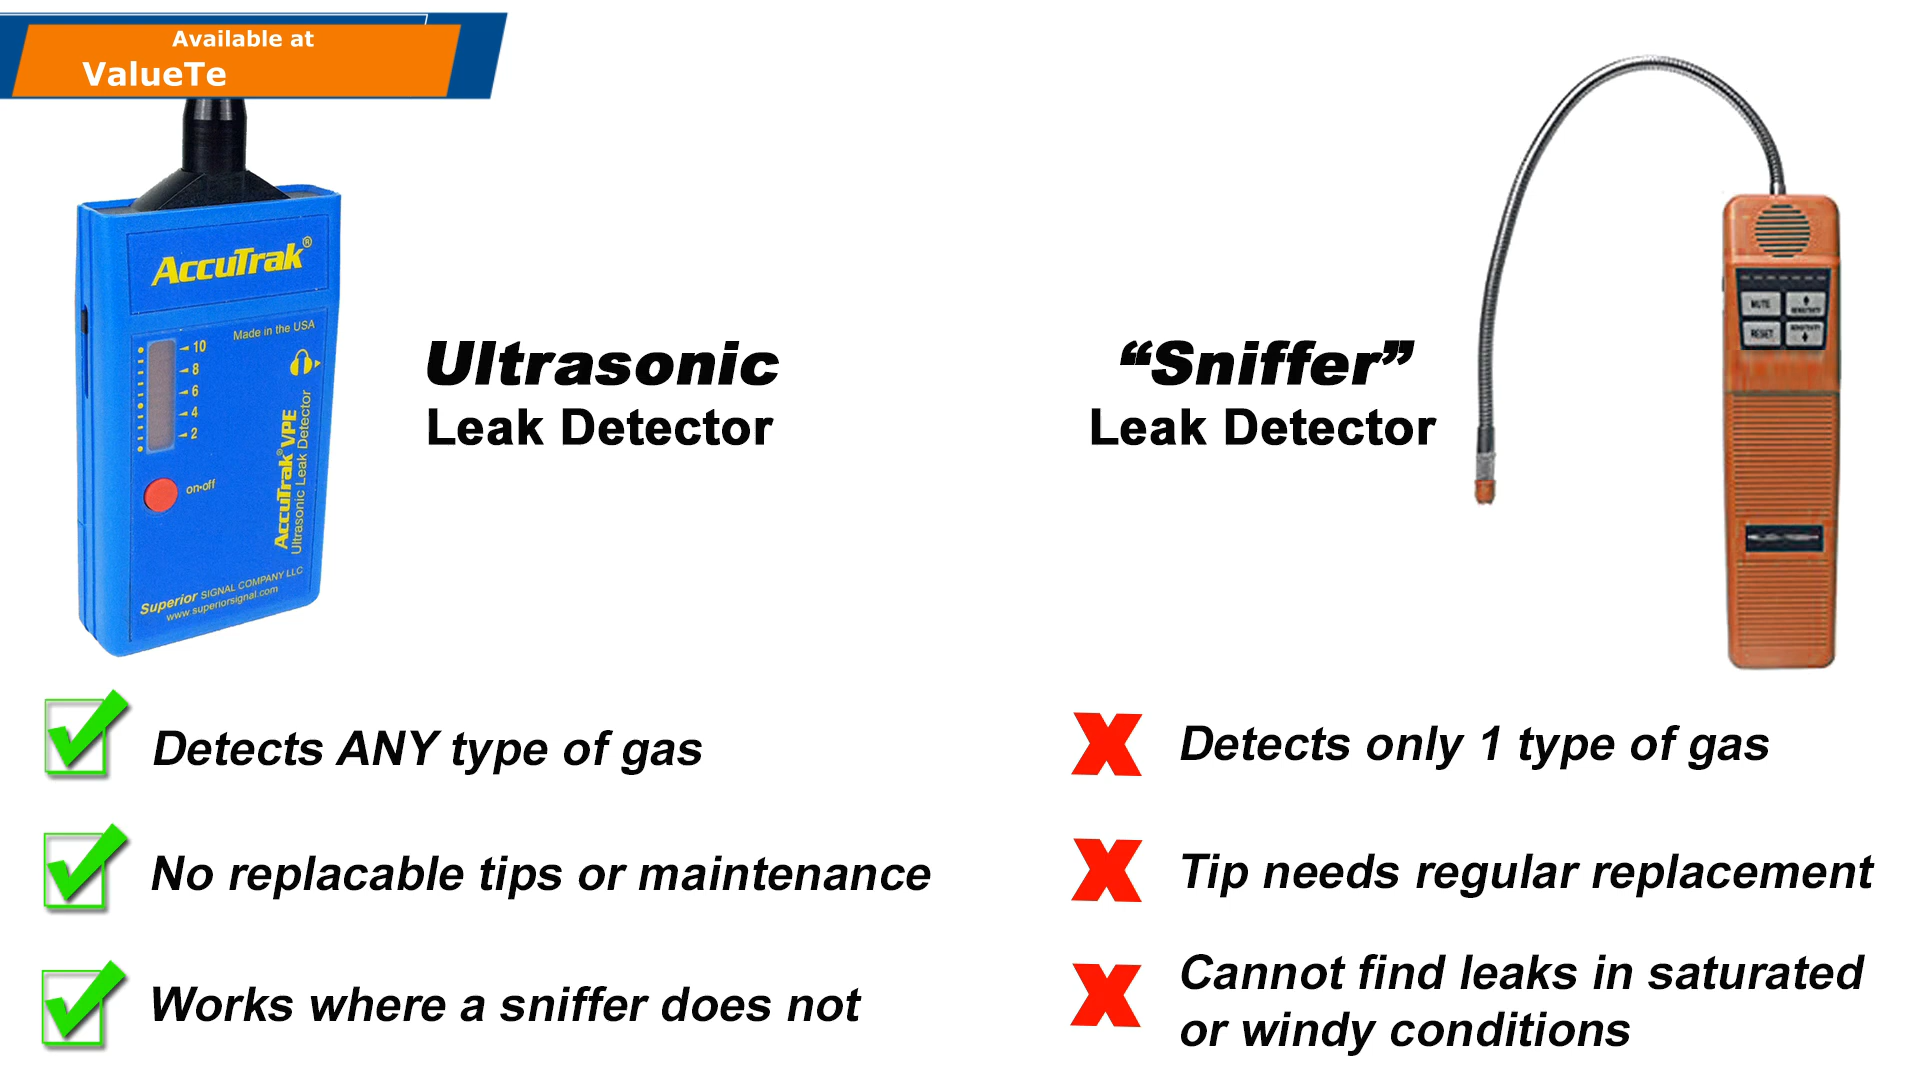 Available at
ValueTe
AccuTrak®
Made in the USA
10
8
6
4
2
on•off
AccuTrak® VPE
Ultrasonic Leak Detector
Superior SIGNAL COMPANY LLC
www.superiorsignal.com
Ultrasonic
Leak Detector
“Sniffer”
Leak Detector
MUTE
SENSITIVITY
RESET
SENSITIVITY
Detects ANY type of gas
No replacable tips or maintenance
Works where a sniffer does not
Detects only 1 type of gas
Tip needs regular replacement
Cannot find leaks in saturated
or windy conditions